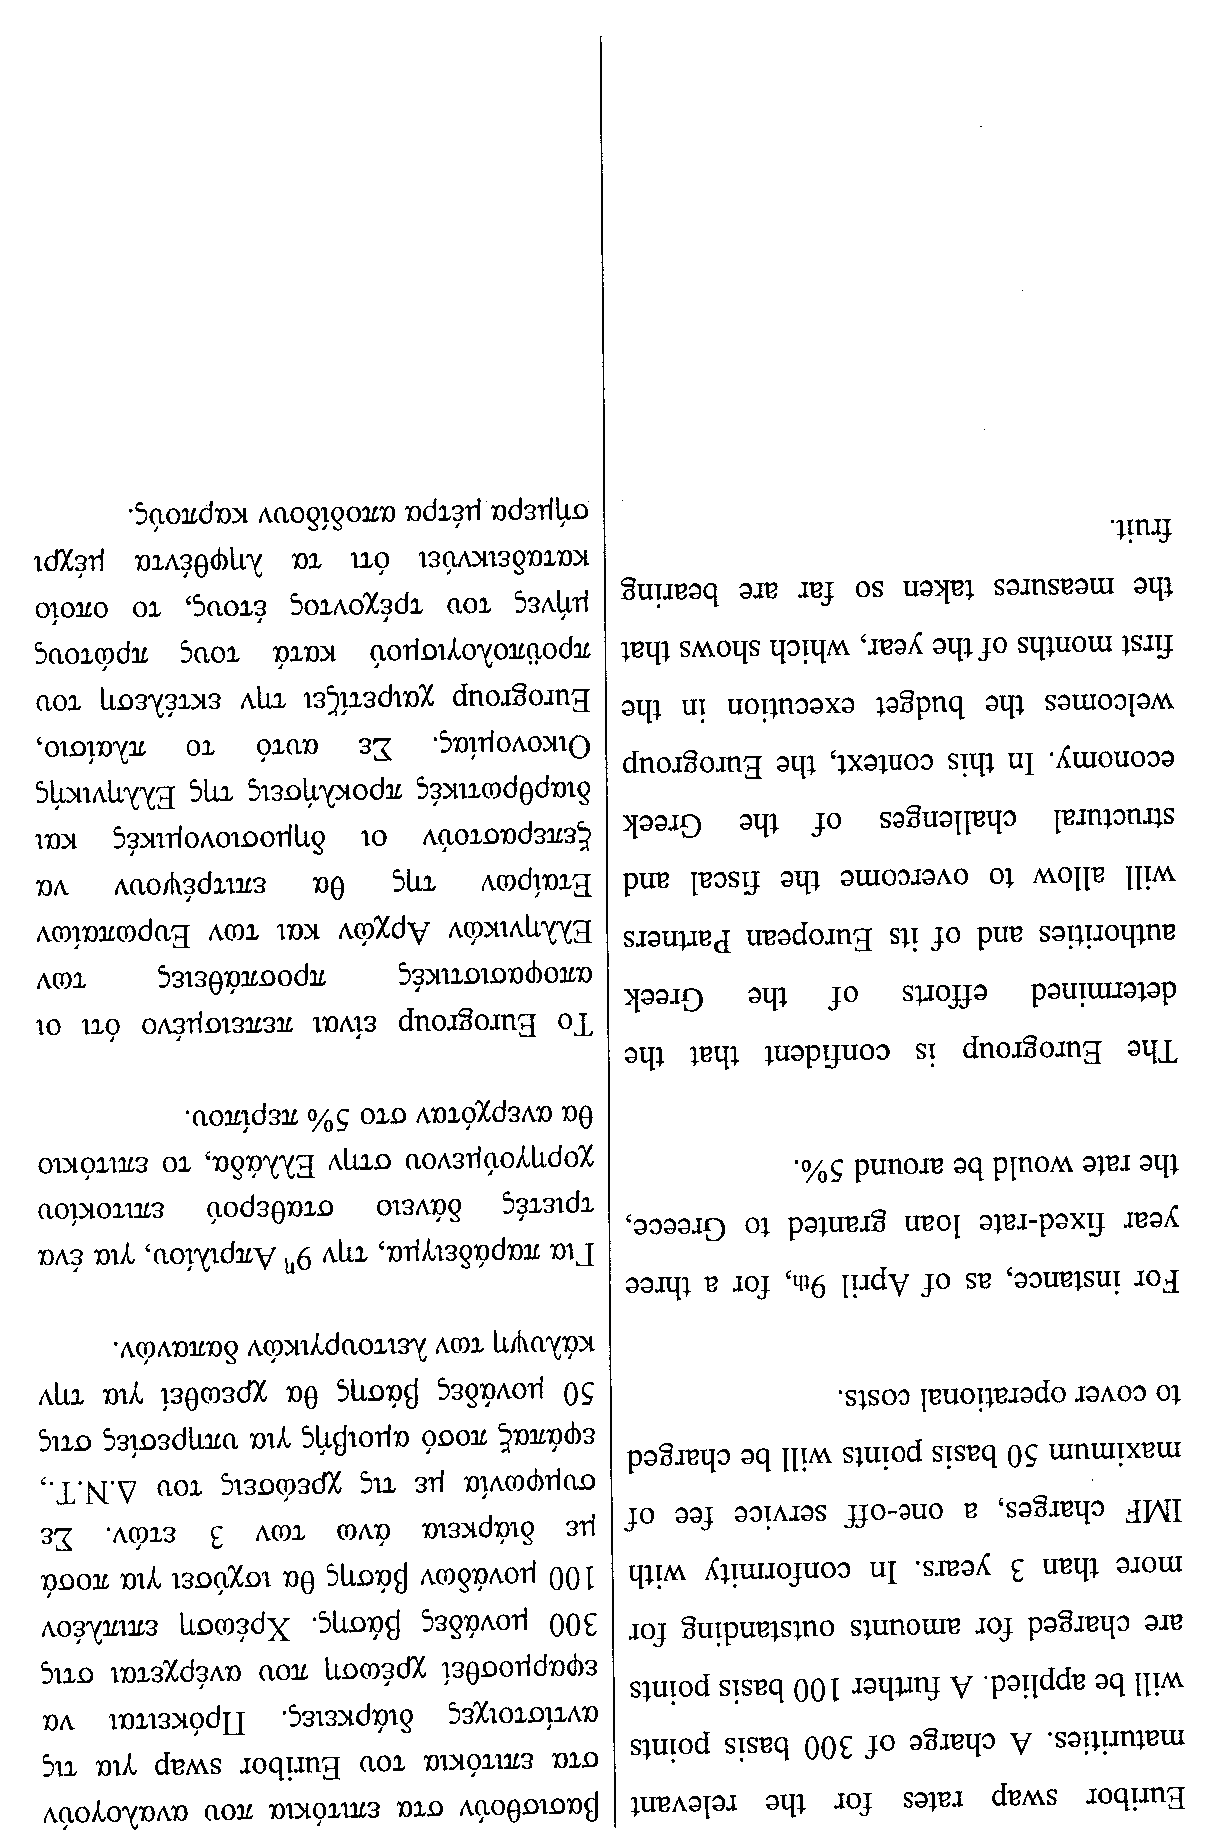 Euribor swap rates for the relevant
maturities. A charge of 300 basis points
will be applied. A further 100 basis points
are charged for amounts outstanding for
more than 3 years. In conformity with
IMF charges, a one-off service fee of
maximum 50 basis points will be charged
to cover operational costs.
For instance, as of April 9th, for a three
year fixed-rate loan granted to Greece,
the rate would be around 5%.
The Eurogroup is confident that the
determined efforts of the Greek
authorities and of its European Partners
will allow to overcome the fiscal and
structural challenges of the Greek
economy. In this context, the Eurogroup
welcomes the budget execution in the
first months of the year, which shows that
the measures taken so far are bearing
fruit.
βασισθούν στα επιτόκια που αναλογούν
στα επιτόκια του Euribor swap για τις
αντίστοιχες διάρκειες. Πρόκειται να
εφαρμοσθεί χρέωση που ανέρχεται στις
300 μονάδες βάσης. Χρέωση επιπλέον
100 μονάδων βάσης θα ισχύσει για ποσά
με διάρκεια άνω των 3 ετών. Σε
συμφωνία με τις χρεώσεις του Δ.Ν.Τ.,
εφάπαξ ποσό αμοιβής για υπηρεσίες στις
50 μονάδες βάσης θα χρεωθεί για την
κάλυψη των λειτουργικών δαπανών.
Για παράδειγμα, την 9η Απριλίου, για ένα
τριετές δάνειο σταθερού επιτοκίου
χορηγούμενου στην Ελλάδα, το επιτόκιο
θα ανερχόταν στο 5% περίπου.
Το Eurogroup είναι πεπεισμένο ότι οι
αποφασιστικές προσπάθειες των
Ελληνικών Αρχών και των Ευρωπαίων
Εταίρων της θα επιτρέψουν να
ξεπεραστούν οι δημοσιονομικές και
διαρθρωτικές προκλήσεις της Ελληνικής
Οικονομίας. Σε αυτό το πλαίσιο,
Eurogroup χαιρετίζει την εκτέλεση του
προϋπολογισμού κατά τους πρώτους
μήνες του τρέχοντος έτους, το οποίο
καταδεικνύει ότι τα ληφθέντα μέχρι
σήμερα μέτρα αποδίδουν καρπούς.